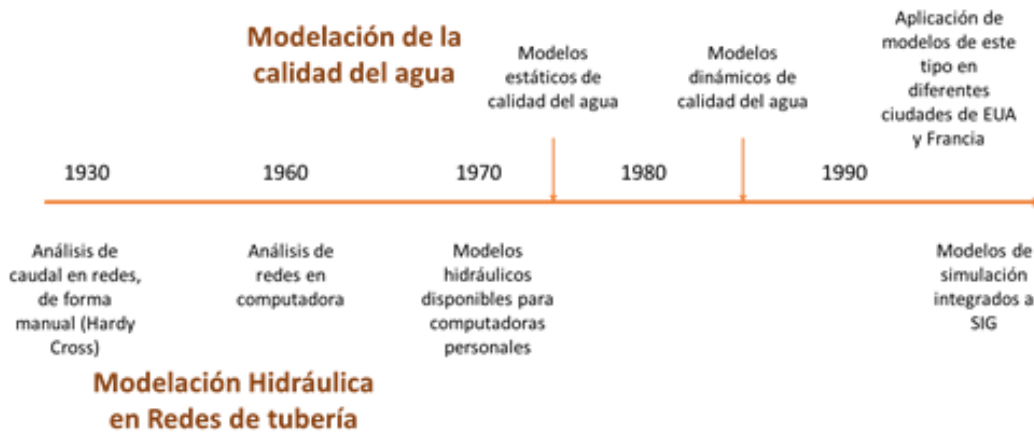 Modelación de la
calidad del agua
Modelos
estáticos de
calidad del agua
Modelos
dinámicos de
calidad del agua
Aplicación de
modelos de este
tipo en
diferentes
ciudades de EUA
y Francia
1930
1960
1970
1980
1990
Análisis de
caudal en redes,
de forma
manual (Hardy
Cross)
Análisis de
redes en
computadora
Modelos
hidráulicos
disponibles para
computadoras
personales
Modelos de
simulación
integrados a
SIG
Modelación Hidráulica
en Redes de tubería